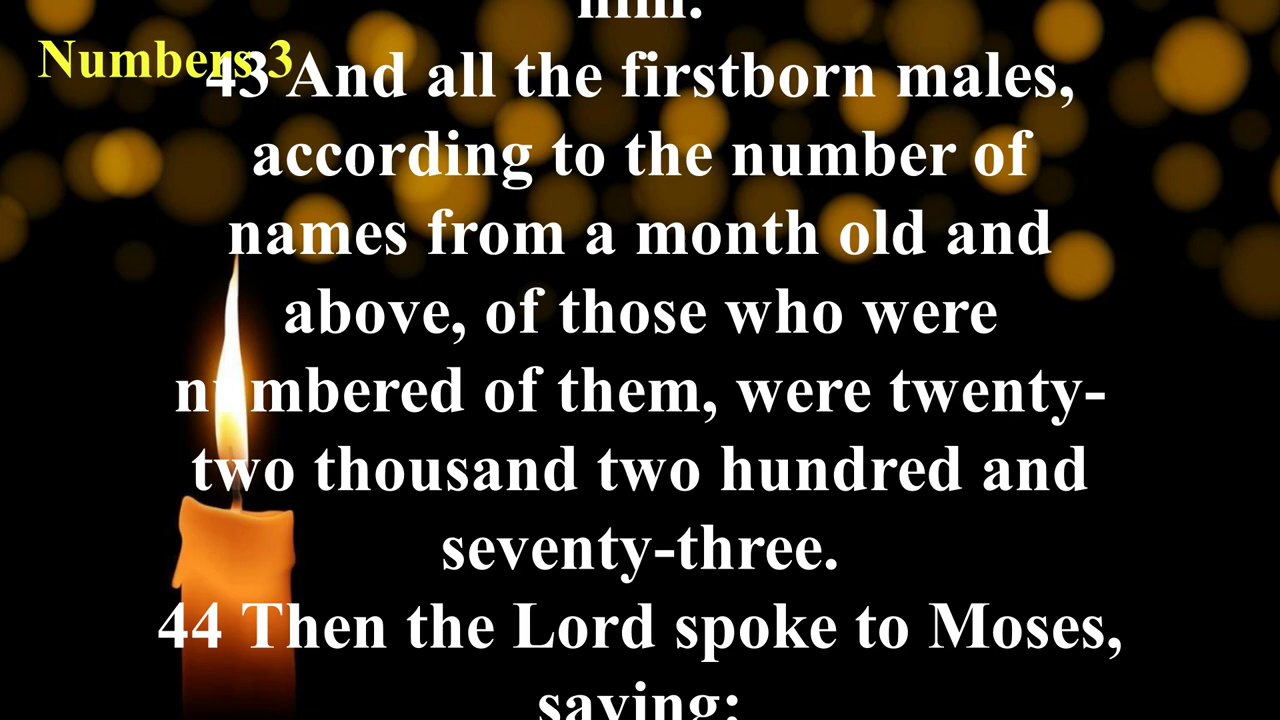 him.
Numbers 3
43 And all the firstborn males,
according to the number of
names from a month old and
above, of those who were
numbered of them, were twenty-
two thousand two hundred and
seventy-three.
44 Then the Lord spoke to Moses,
saying: